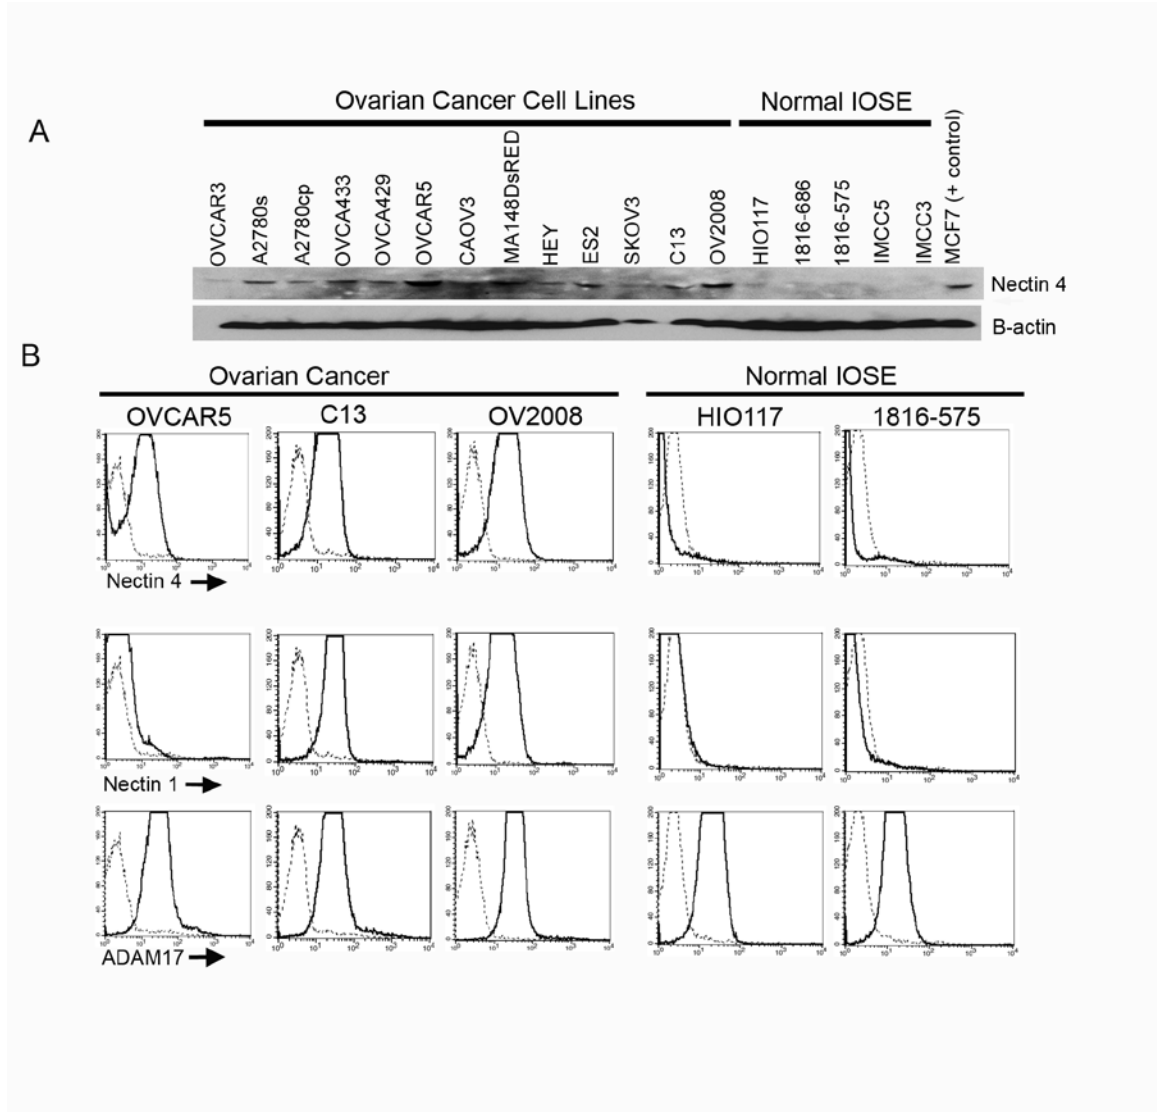 Ovarian Cancer Cell Lines Normal IOSE
A
OVCAR3
A2780s
A2780cp
OVCA433
OVCA429
OVCAR5
CAOV3
MA148DsRED
HEY
ES2
SKOV3
C13
OV2008
HIO117
1816-686
1816-575
IMCC5
IMCC3
MCF7 (+ control)
Nectin 4
B-actin
B
Ovarian Cancer Normal IOSE
OVCAR5 C13 OV2008 HIO117 1816-575
Nectin 4
Nectin 1
ADAM17